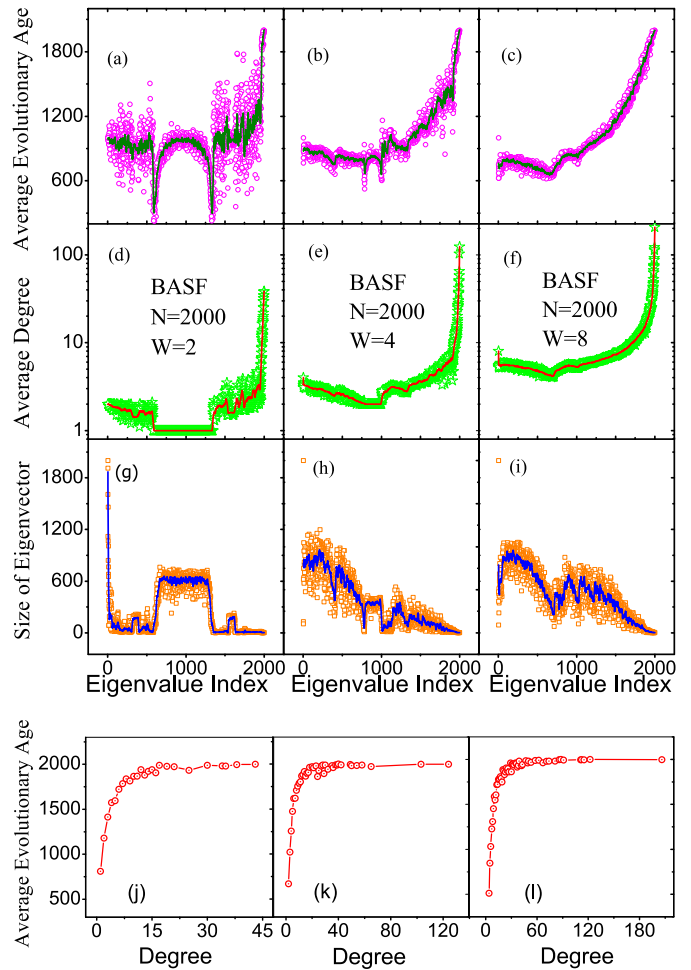 Average Evolutionary Age
1800
1200
600
(a)
(b)
(c)
Average Degree
100
10
1
(d)
BASF
N=2000
W=2
(e)
BASF
N=2000
W=4
(f)
BASF
N=2000
W=8
Size of Eigenvector
1800
1200
600
0
(g)
(h)
(i)
0 1000 2000
0 1000 2000
0 1000 2000
Eigenvalue Index
Eigenvalue Index
Eigenvalue Index
Average Evolutionary Age
2000
1500
1000
500
(j)
(k)
(l)
0 15 30 45
0 40 80 120
0 60 120 180
Degree
Degree
Degree